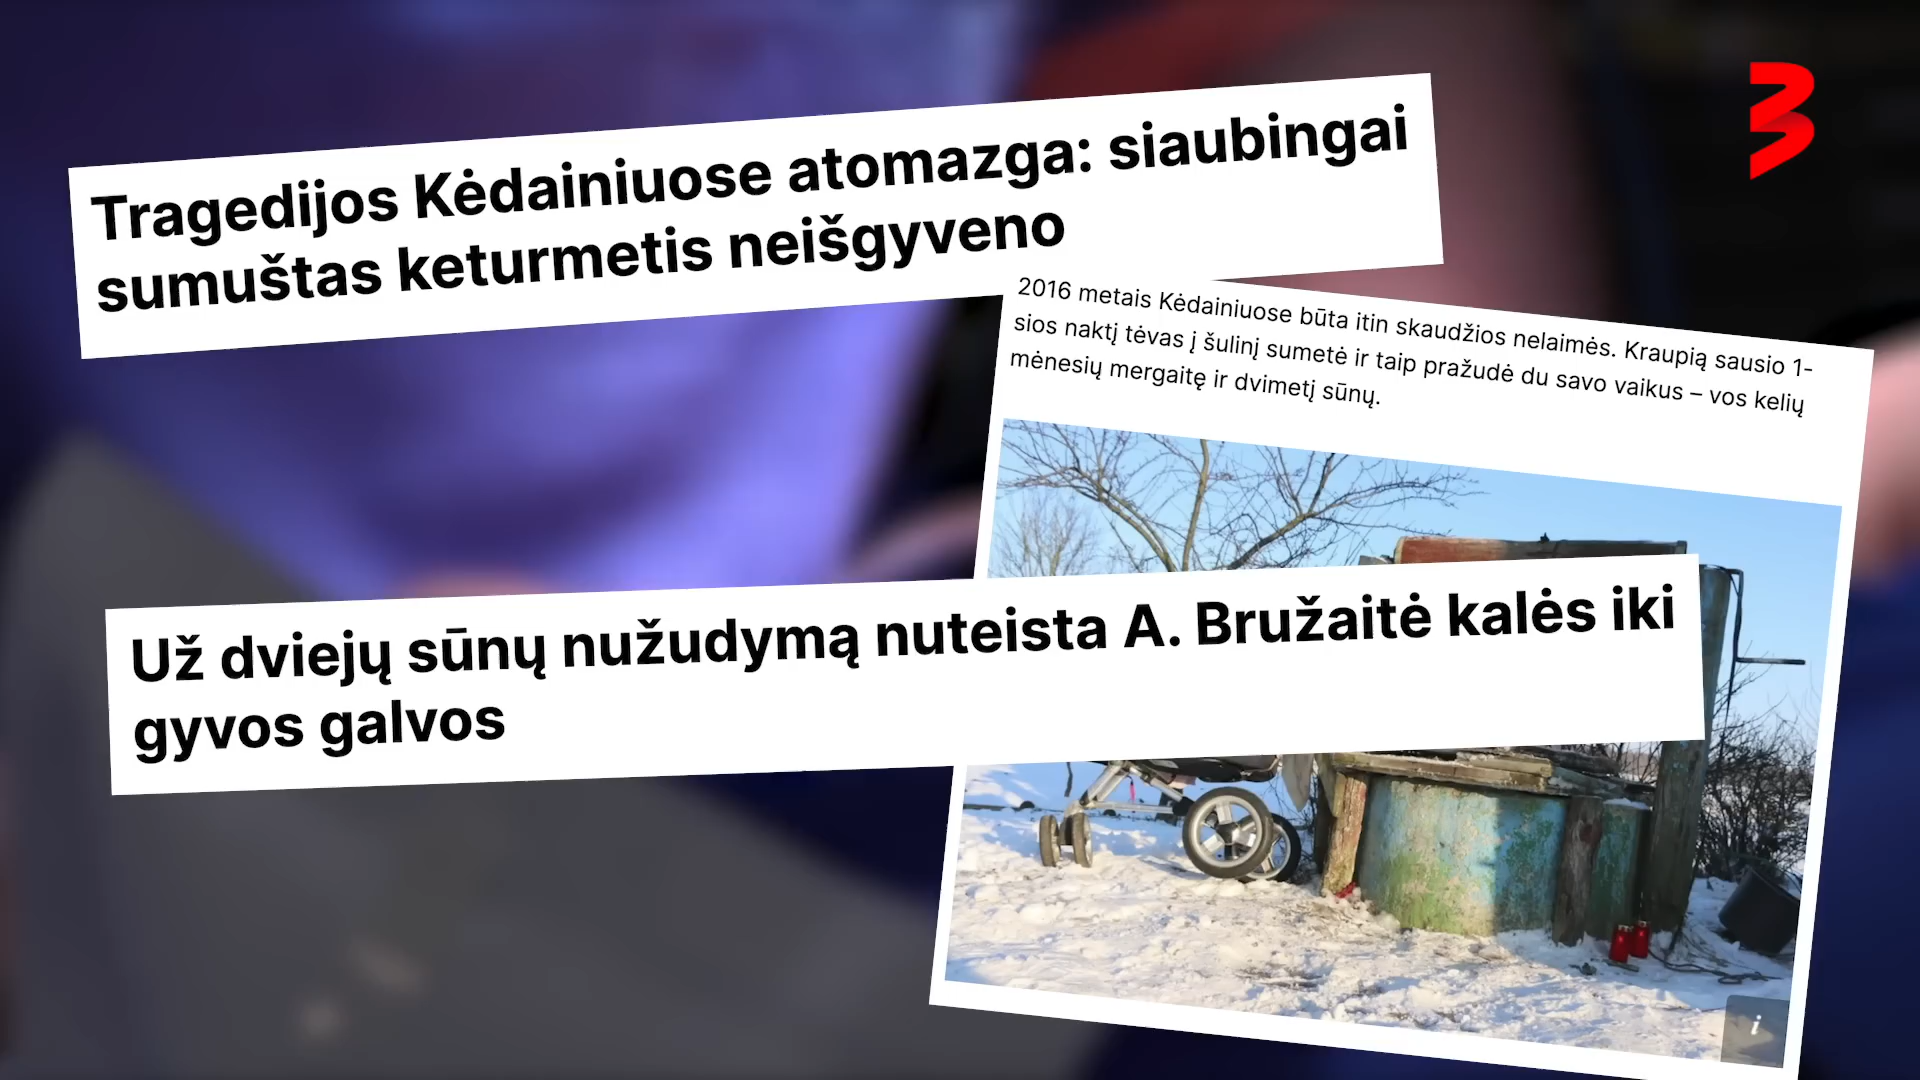 Tragedijos Kėdainiuose atomazga: siaubingai
sumuštas keturmetis neišgyveno
2016 metais Kėdainiuose būta itin skaudžios nelaimės. Kraupią sausio 1-
sios naktį tėvas į šulinį sumetė ir taip pražudė du savo vaikus – vos kelių
mėnesių mergaitę ir dvimetį sūnų.
Už dviejų sūnų nužudymą nuteista A. Bružaitė kalės iki
gyvos galvos
i